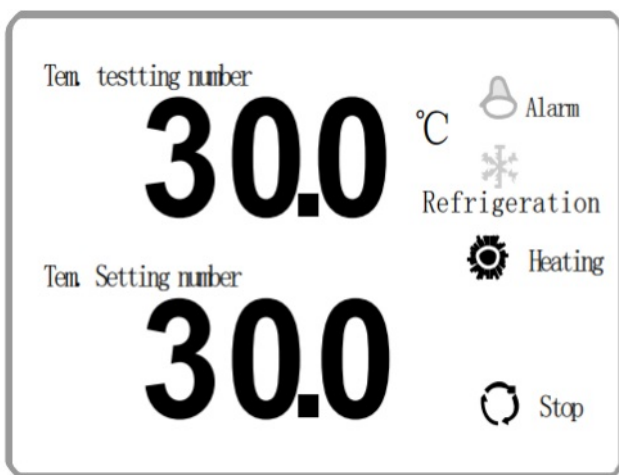 Tem. testting number
30.0 ℃
Alarm
Refrigeration
Heating
Tem. Setting number
30.0
Stop